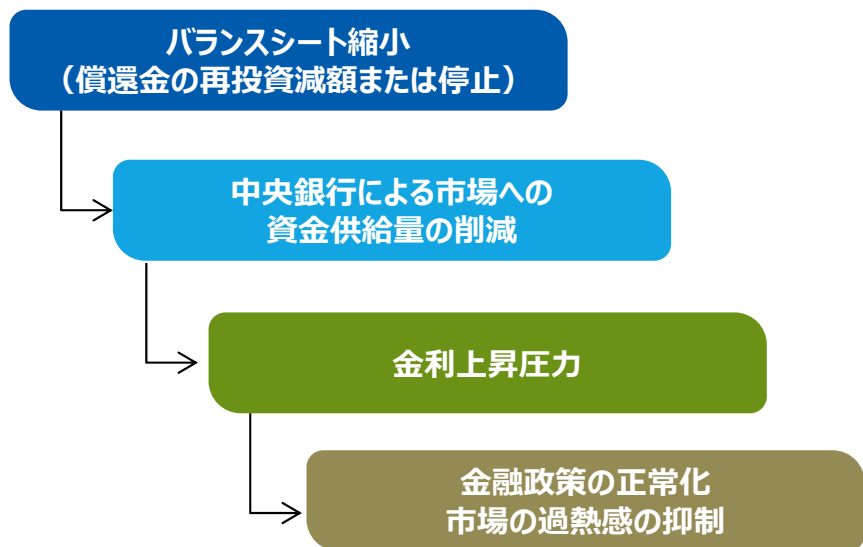 バランスシート縮小
（償還金の再投資減額または停止）
中央銀行による市場への
資金供給量の削減
金利上昇圧力
金融政策の正常化
市場の過熱感の抑制